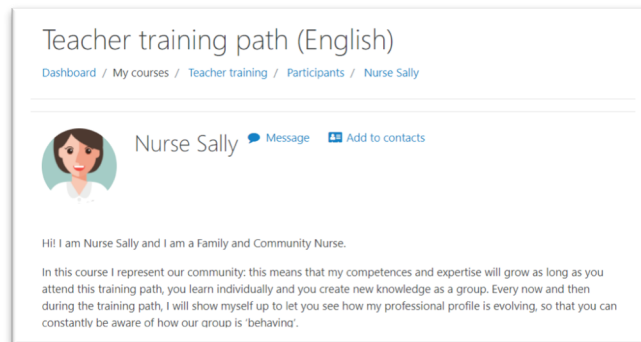 Teacher training path (English)
Dashboard / My courses / Teacher training / Participants / Nurse Sally
Nurse Sally Message Add to contacts
Hi! I am Nurse Sally and I am a Family and Community Nurse.
In this course I represent our community: this means that my competences and expertise will grow as long as you
attend this training path, you learn individually and you create new knowledge as a group. Every now and then
during the training path, I will show myself up to let you see how my professional profile is evolving, so that you can
constantly be aware of how our group is 'behaving'.